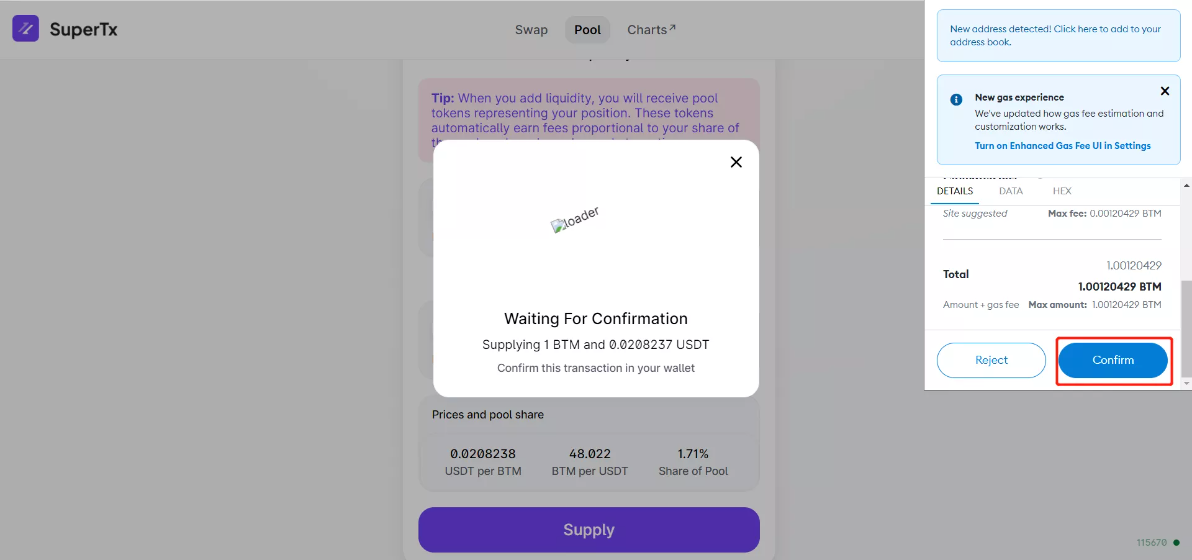 SuperTx
Swap
Pool
Charts↗
Tip: When you add liquidity, you will receive pool
tokens representing your position. These tokens
automatically earn fees proportional to your share of
loader
Waiting For Confirmation
Supplying 1 BTM and 0.0208237 USDT
Confirm this transaction in your wallet
Prices and pool share
0.0208238
48.022
1.71%
USDT per BTM
BTM per USDT
Share of Pool
Supply
New address detected! Click here to add to your
address book.
New gas experience
We've updated how gas fee estimation and
customization works.
Turn on Enhanced Gas Fee UI in Settings
DETAILS
DATA
HEX
Site suggested
Max fee: 0.00120429 BTM
1.00120429
Total
1.00120429 BTM
Amount + gas fee
Max amount: 1.00120429 BTM
Reject
Confirm
115670